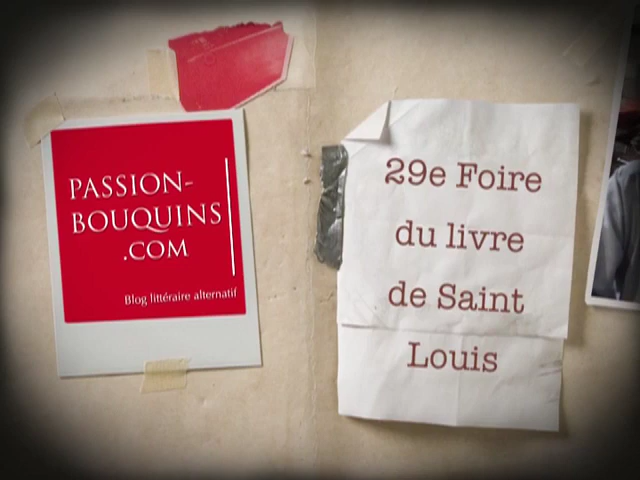 PASSION-
BOUQUINS
.COM
Blog littéraire alternatif
29e Foire
du livre
de Saint
Louis